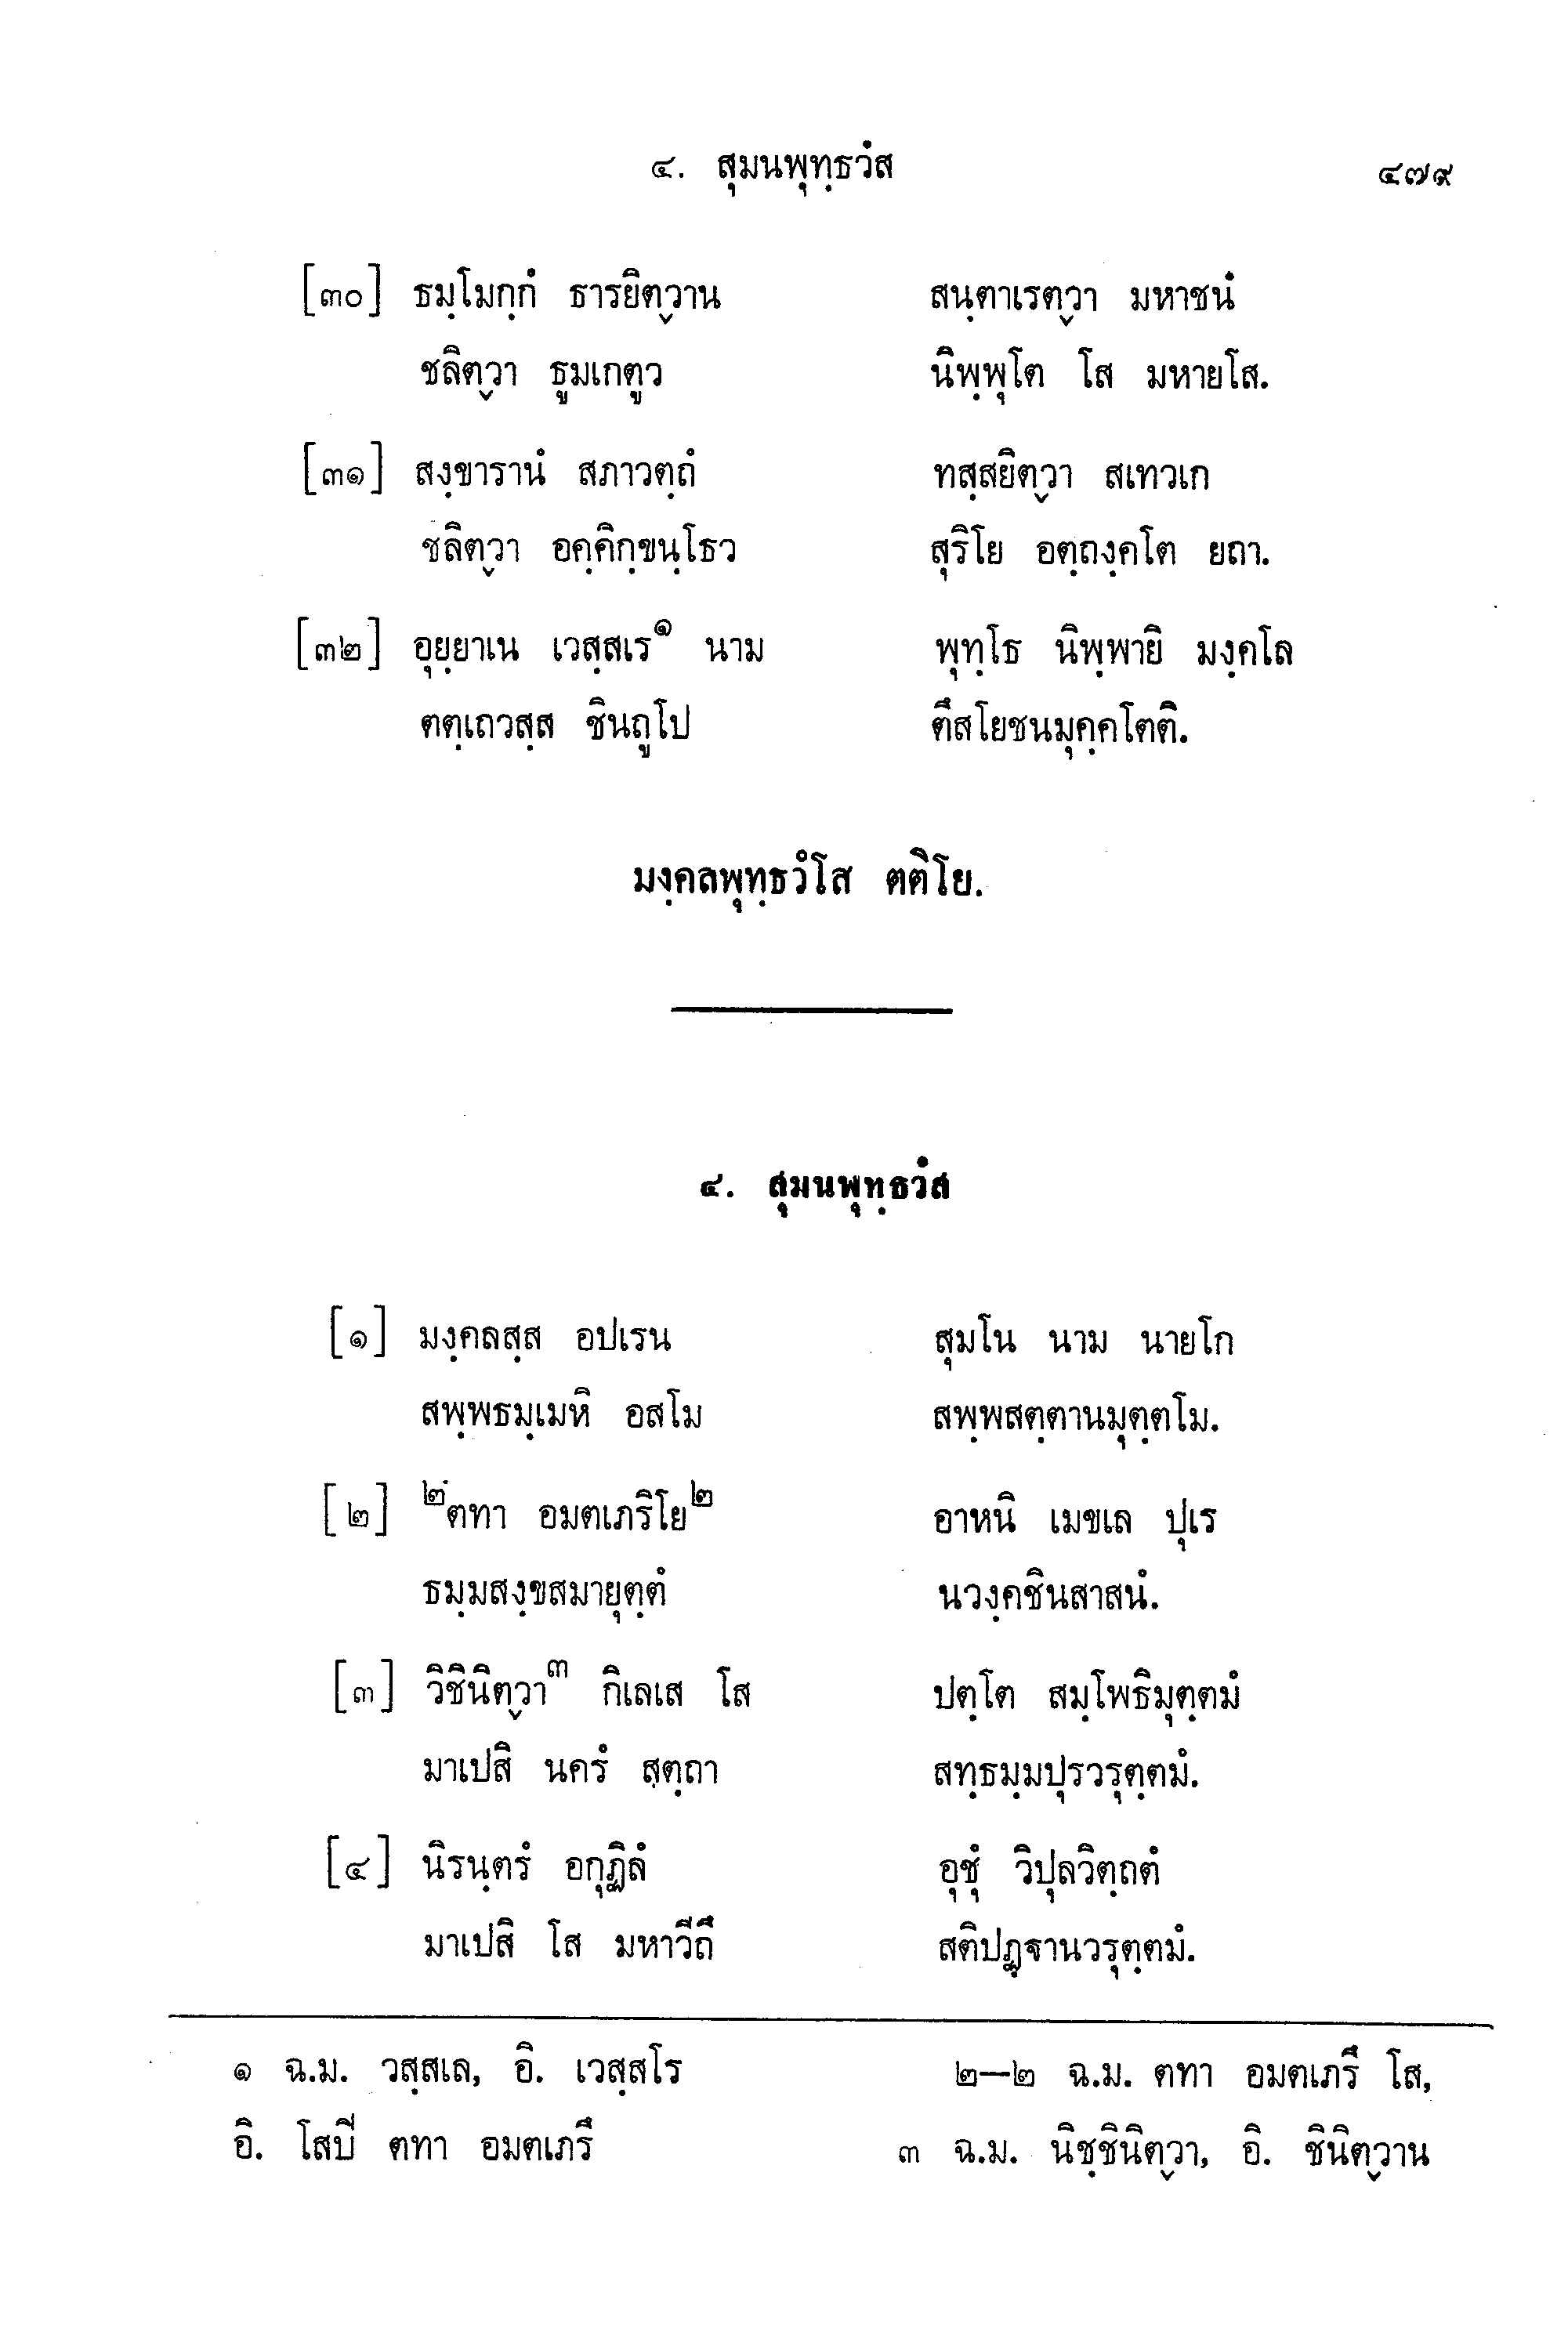 ๔. สุมนพุทฺธวํส ๔๗๙
[๓๐] ธมฺโมกฺกํ ธารยิตฺวาน สนฺตาเรตฺวา มหาชนํ
ชลิตฺวา ธูมเกตูว นิพฺพุโต โส มหายโส.
[๓๑] สงฺขารานํ สภาวตฺถํ ทสฺสยิตฺวา สเทวเก
ชลิตฺวา อคฺคิกฺขนฺโธว สุริโย อตฺถงฺคโต ยถา.
[๓๒] อุยฺยาเน เวสฺสเร๑ นาม พุทฺโธ นิพฺพายิ มงฺคโล
ตตฺเถวสฺส ชินถูโป ตึสโยชนมุคฺคโตติ.
มงฺคลพุทฺธวํโส ตติโย.
๔. สุมนพุทฺธวํส
[๑] มงฺคลสฺส อปเรน สุมโน นาม นายโก
สพฺพธมฺเมหิ อสโม สพฺพสตฺตานมุตฺตโม.
[๒] ๒ตทา อมตเภริโย๒ อาหนิ เมขเล ปุเร
ธมฺมสงฺขสมายุตฺตํ นวงฺคชินสาสนํ.
[๓] วิชินิตฺวา๓ กิเลเส โส ปตฺโต สมฺโพธิมุตฺตมํ
มาเปสิ นครํ สตฺถา สทฺธมฺมปุรวรุตฺตมํ.
[๔] นิรนฺตรํ อกุฏิลํ อุชุํ วิปุลวิตฺถตํ
มาเปสิ โส มหาวีถึ สติปฏฺฐานวรุตฺตมํ.
๑ ฉ.ม. วสฺสเล, อิ. เวสฺสโร ๒—๒ ฉ.ม. ตทา อมตเภรึ โส,
อิ. โสปี ตทา อมตเภรึ ๓ ฉ.ม. นิชฺชินิตฺวา, อิ. ชินิตฺวาน